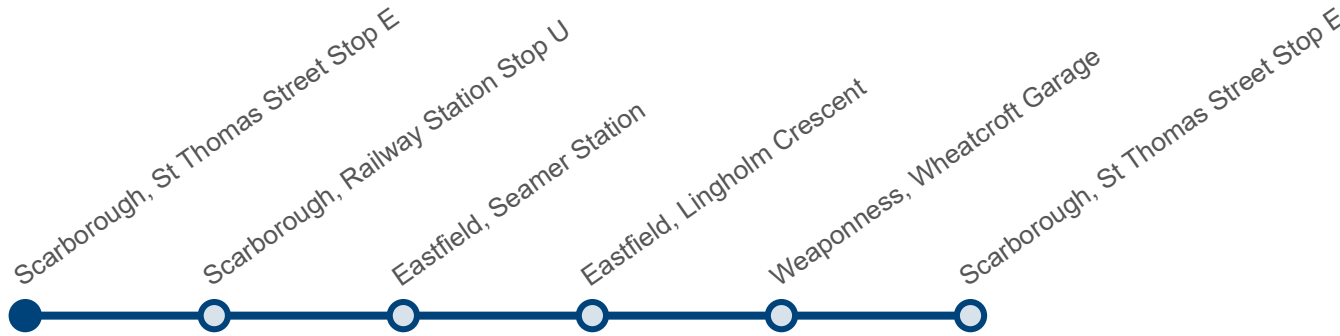 Scarborough, St Thomas Street Stop E
Scarborough, Railway Station Stop U
Eastfield, Seamer Station
Eastfield, Lingholm Crescent
Weaponness, Wheatcroft Garage
Scarborough, St Thomas Street Stop E